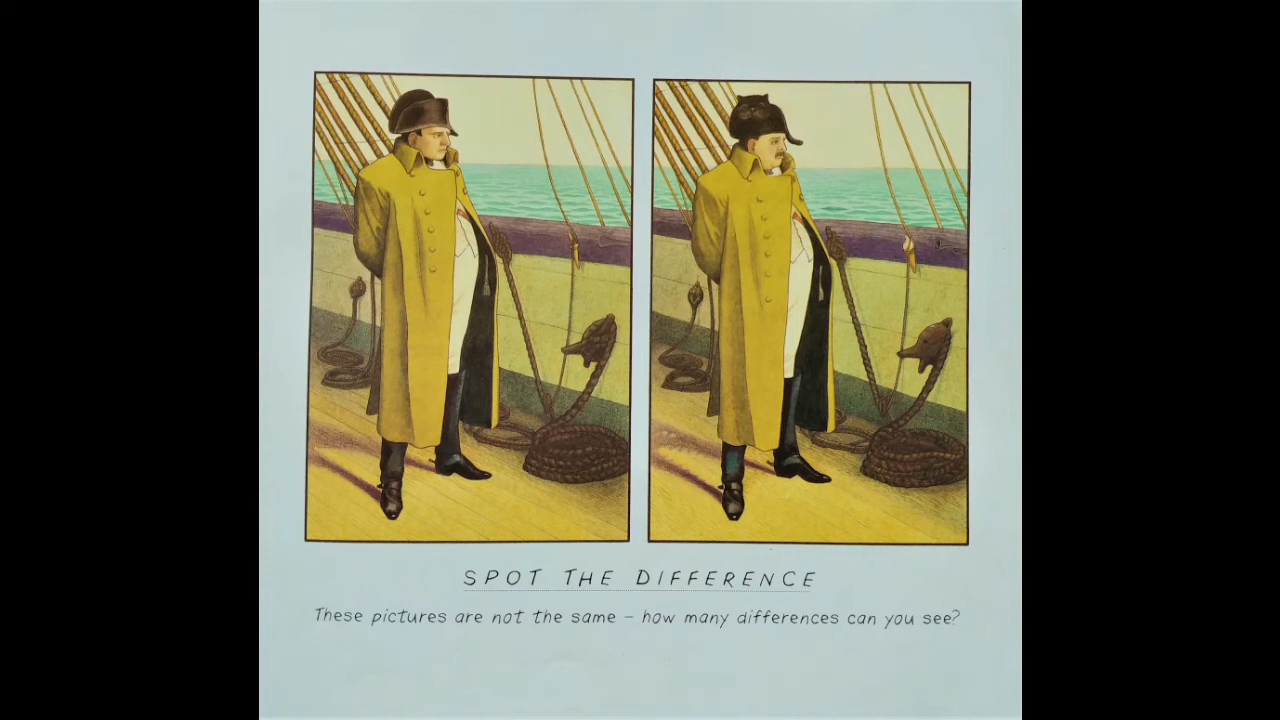 SPOT THE DIFFERENCE
These pictures are not the same – how many differences can you see?